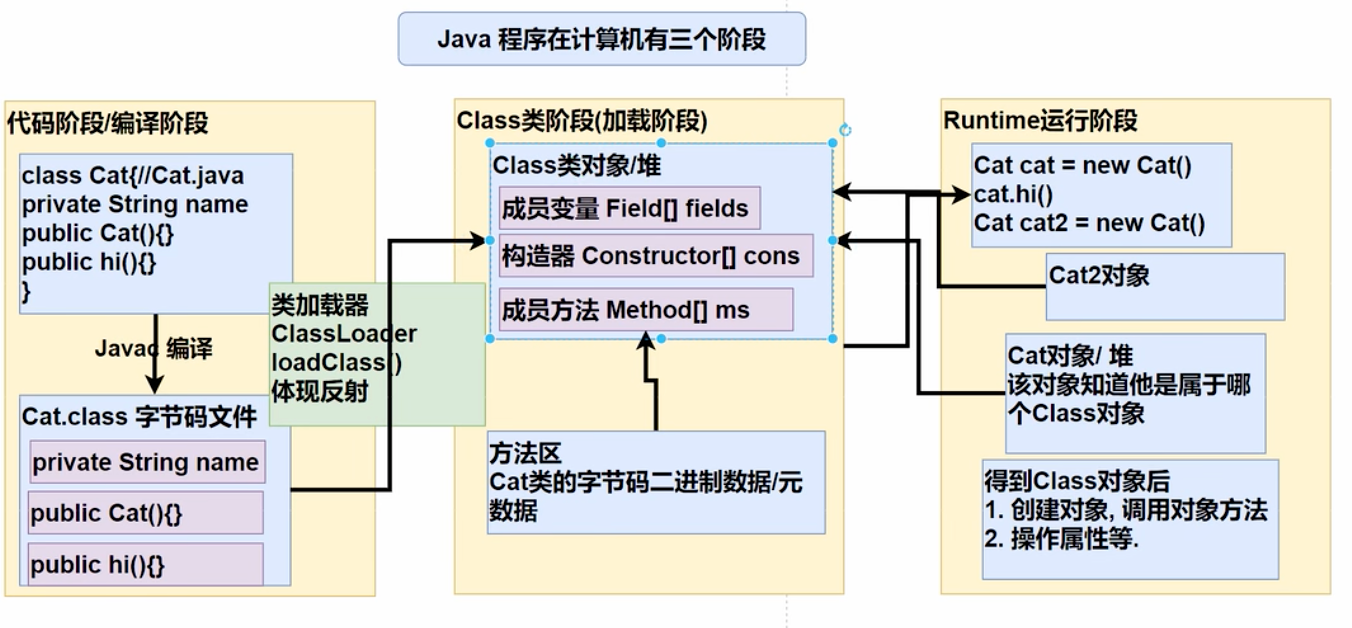 Java 程序在计算机有三个阶段
代码阶段/编译阶段
class Cat{//Cat.java
private String name
public Cat(){}
public hi(){}
}
Javac 编译
Cat.class 字节码文件
private String name
public Cat(){}
public hi(){}
类加载器
ClassLoader
loadClass()
体现反射
Class类阶段(加载阶段)
Class类对象/堆
成员变量 Field[] fields
构造器 Constructor[] cons
成员方法 Method[] ms
方法区
Cat类的字节码二进制数据/元
数据
Runtime运行阶段
Cat cat = new Cat()
cat.hi()
Cat cat2 = new Cat()
Cat2对象
Cat对象/ 堆
该对象知道他是属于哪
个Class对象
得到Class对象后
1. 创建对象, 调用对象方法
2. 操作属性等.